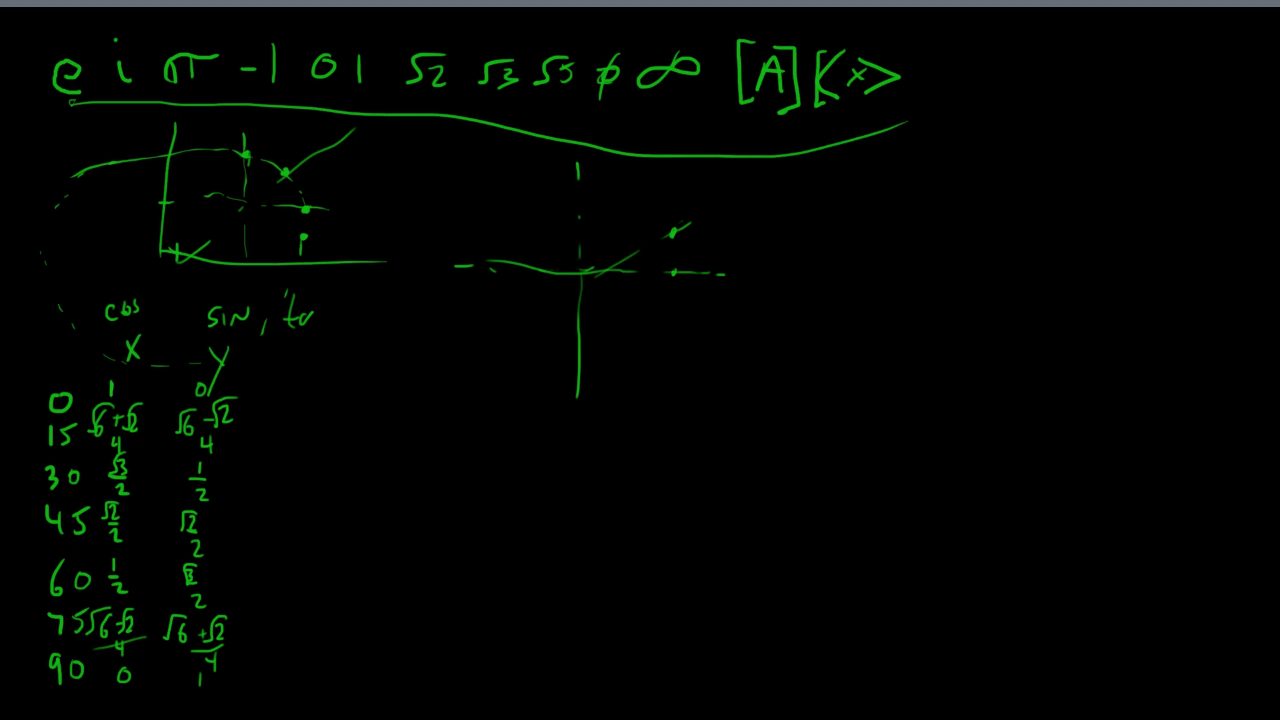 e i π -1 0 1 √2 √3 √5 φ ∞ [A] [<x>
cos sin, ta
X Y
0 1 0
15 √6+√2/4 √6-√2/4
30 √3/2 1/2
45 √2/2 √2/2
60 1/2 √3/2
75 √6-√2/4 √6+√2/4
90 0 1